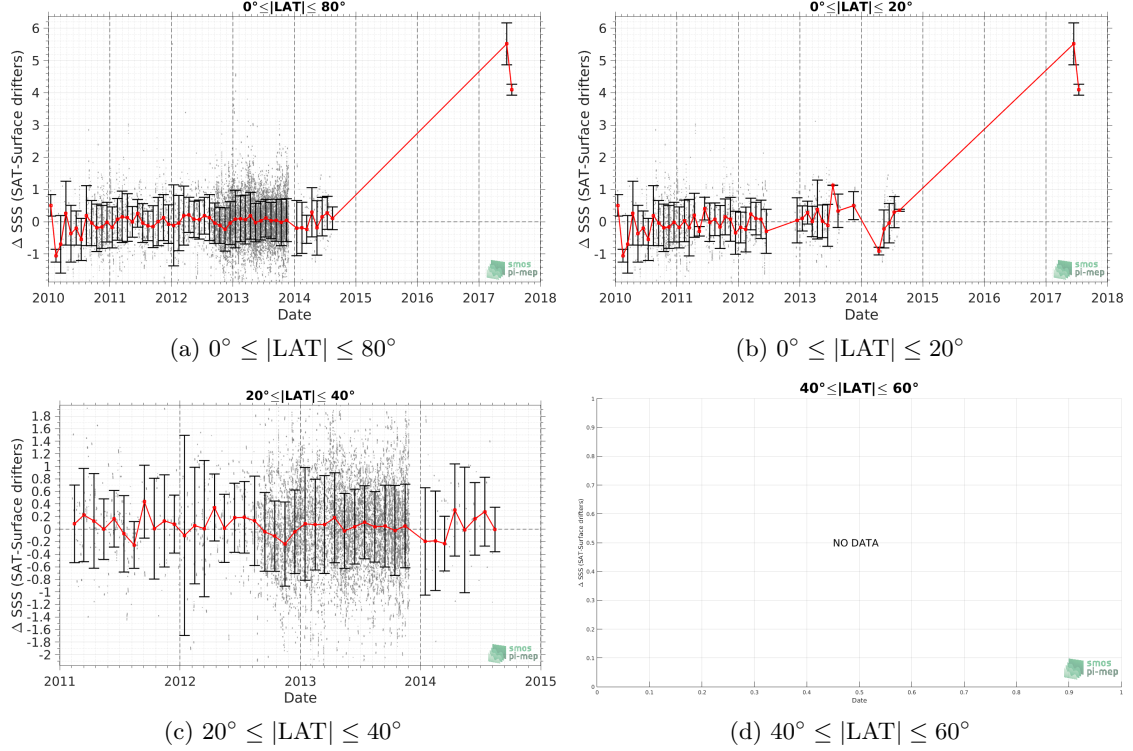 0°≤|LAT|≤ 80°
Δ SSS (SAT-Surface drifters)
6
5
4
3
2
1
0
-1
2010 2011 2012 2013 2014 2015 2016 2017 2018
Date
smos
pi-mep
(a) 0° ≤ |LAT| ≤ 80°
0°≤|LAT|≤ 20°
Δ SSS (SAT-Surface drifters)
6
5
4
3
2
1
0
-1
2010 2011 2012 2013 2014 2015 2016 2017 2018
Date
smos
pi-mep
(b) 0° ≤ |LAT| ≤ 20°
20°≤|LAT|≤ 40°
Δ SSS (SAT-Surface drifters)
1.8
1.6
1.4
1.2
1
0.8
0.6
0.4
0.2
0
-0.2
-0.4
-0.6
-0.8
-1
-1.2
-1.4
-1.6
-1.8
-2
2011 2012 2013 2014 2015
Date
smos
pi-mep
(c) 20° ≤ |LAT| ≤ 40°
40°≤|LAT|≤ 60°
Δ SSS (SAT-Surface drifters)
1
0.9
0.8
0.7
0.6
0.5
0.4
0.3
0.2
0.1
0
NO DATA
0 0.1 0.2 0.3 0.4 0.5 0.6 0.7 0.8 0.9 1
Date
smos
pi-mep
(d) 40° ≤ |LAT| ≤ 60°